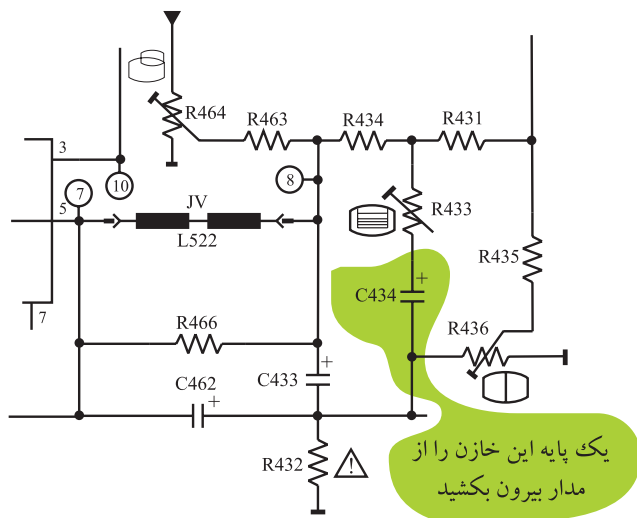 R464
R463
R434
R431
3
10
8
7
5
JV
L522
R433
R435
C434
7
R466
R436
C433
C462
+
+
+
R432
!
یک پایه این خازن را از
مدار بیرون بکشید